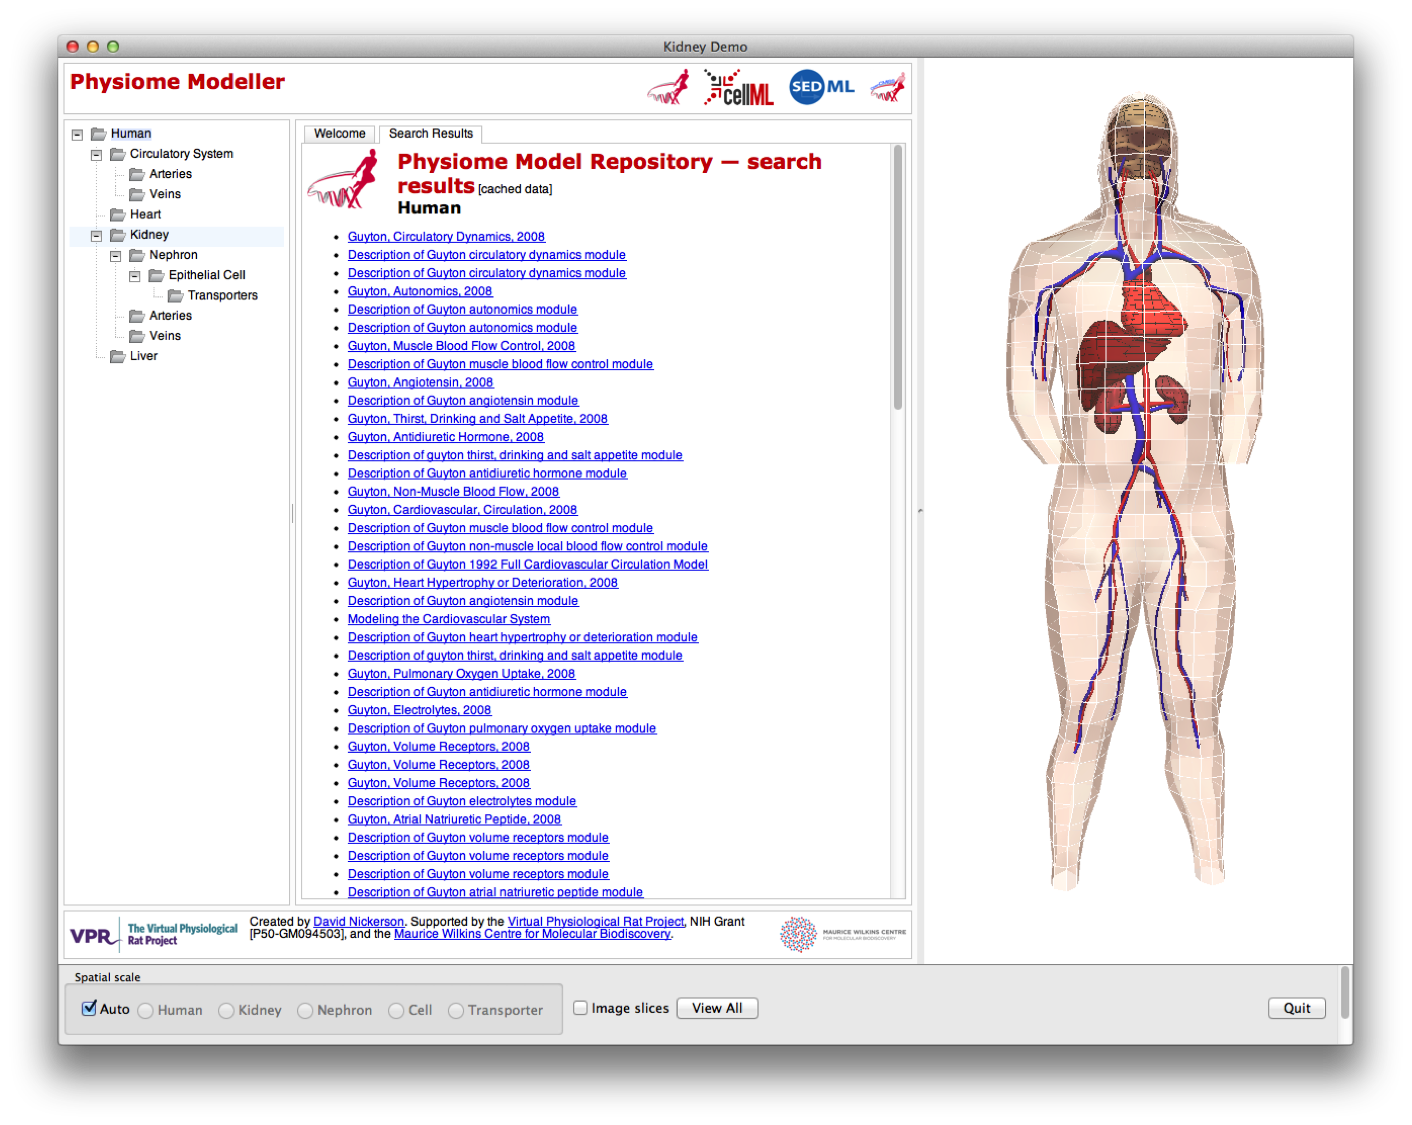 Kidney Demo
Physiome Modeller
cellML
SED ML
Human
Circulatory System
Arteries
Veins
Heart
Kidney
Nephron
Epithelial Cell
Transporters
Arteries
Veins
Liver
Welcome
Search Results
Physiome Model Repository — search
results [cached data]
Human
Guyton, Circulatory Dynamics, 2008
Description of Guyton circulatory dynamics module
Description of Guyton circulatory dynamics module
Guyton, Autonomics, 2008
Description of Guyton autonomics module
Description of Guyton autonomics module
Guyton, Muscle Blood Flow Control, 2008
Description of Guyton muscle blood flow control module
Guyton, Angiotensin, 2008
Description of Guyton angiotensin module
Guyton, Thirst, Drinking and Salt Appetite, 2008
Guyton, Antidiuretic Hormone, 2008
Description of guyton thirst, drinking and salt appetite module
Description of Guyton antidiuretic hormone module
Guyton, Non-Muscle Blood Flow, 2008
Guyton, Cardiovascular, Circulation, 2008
Description of Guyton muscle blood flow control module
Description of Guyton non-muscle local blood flow control module
Description of Guyton 1992 Full Cardiovascular Circulation Model
Guyton, Heart Hypertrophy or Deterioration, 2008
Description of Guyton angiotensin module
Modeling the Cardiovascular System
Description of Guyton heart hypertrophy or deterioration module
Description of guyton thirst, drinking and salt appetite module
Guyton, Pulmonary Oxygen Uptake, 2008
Description of Guyton antidiuretic hormone module
Guyton, Electrolytes, 2008
Description of Guyton pulmonary oxygen uptake module
Guyton, Volume Receptors, 2008
Guyton, Volume Receptors, 2008
Guyton, Volume Receptors, 2008
Description of Guyton electrolytes module
Guyton, Atrial Natriuretic Peptide, 2008
Description of Guyton volume receptors module
Description of Guyton volume receptors module
Description of Guyton volume receptors module
Description of Guyton atrial natriuretic peptide module
VPR
The Virtual Physiological
Rat Project
Created by David Nickerson. Supported by the Virtual Physiological Rat Project, NIH Grant
[P50-GM094503], and the Maurice Wilkins Centre for Molecular Biodiscovery.
MAURICE WILKINS CENTRE
FOR MOLECULAR BIODISCOVERY
Spatial scale
Auto Human Kidney Nephron Cell Transporter
Image slices
View All
Quit